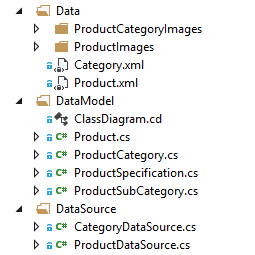 Data
ProductCategoryImages
ProductImages
Category.xml
Product.xml
DataModel
ClassDiagram.cd
C# Product.cs
C# ProductCategory.cs
C# ProductSpecification.cs
C# ProductSubCategory.cs
DataSource
C# CategoryDataSource.cs
C# ProductDataSource.cs